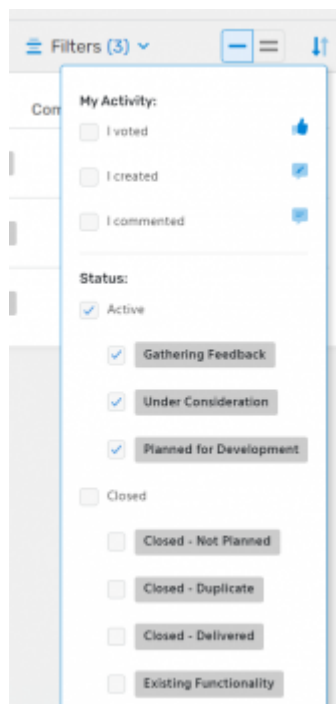 Filters (3)
Com
My Activity:
I voted
I created
I commented
Status:
Active
Gathering Feedback
Under Consideration
Planned for Development
Closed
Closed - Not Planned
Closed - Duplicate
Closed - Delivered
Existing Functionality